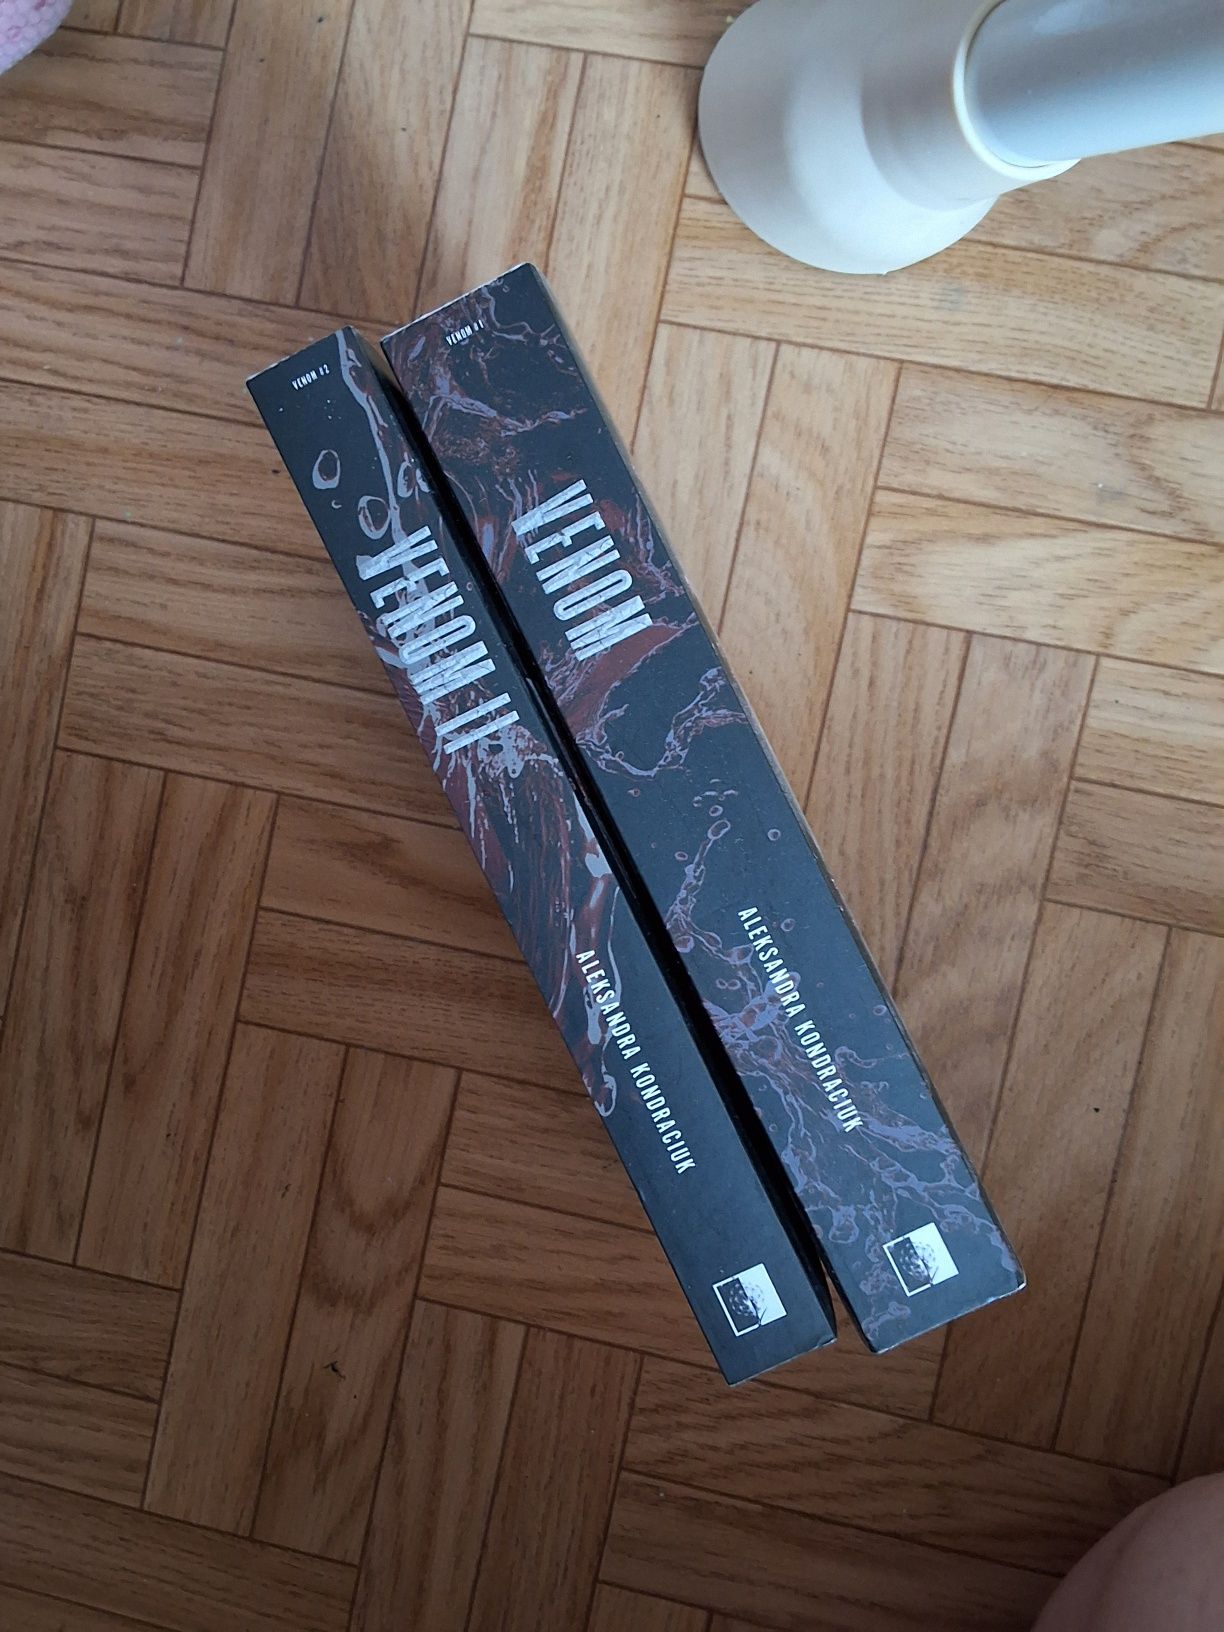 VENOM #2
VENOM II
ALEKSANDRA KONDRACIUK
VENOM #1
VENOM
ALEKSANDRA KONDRACIUK